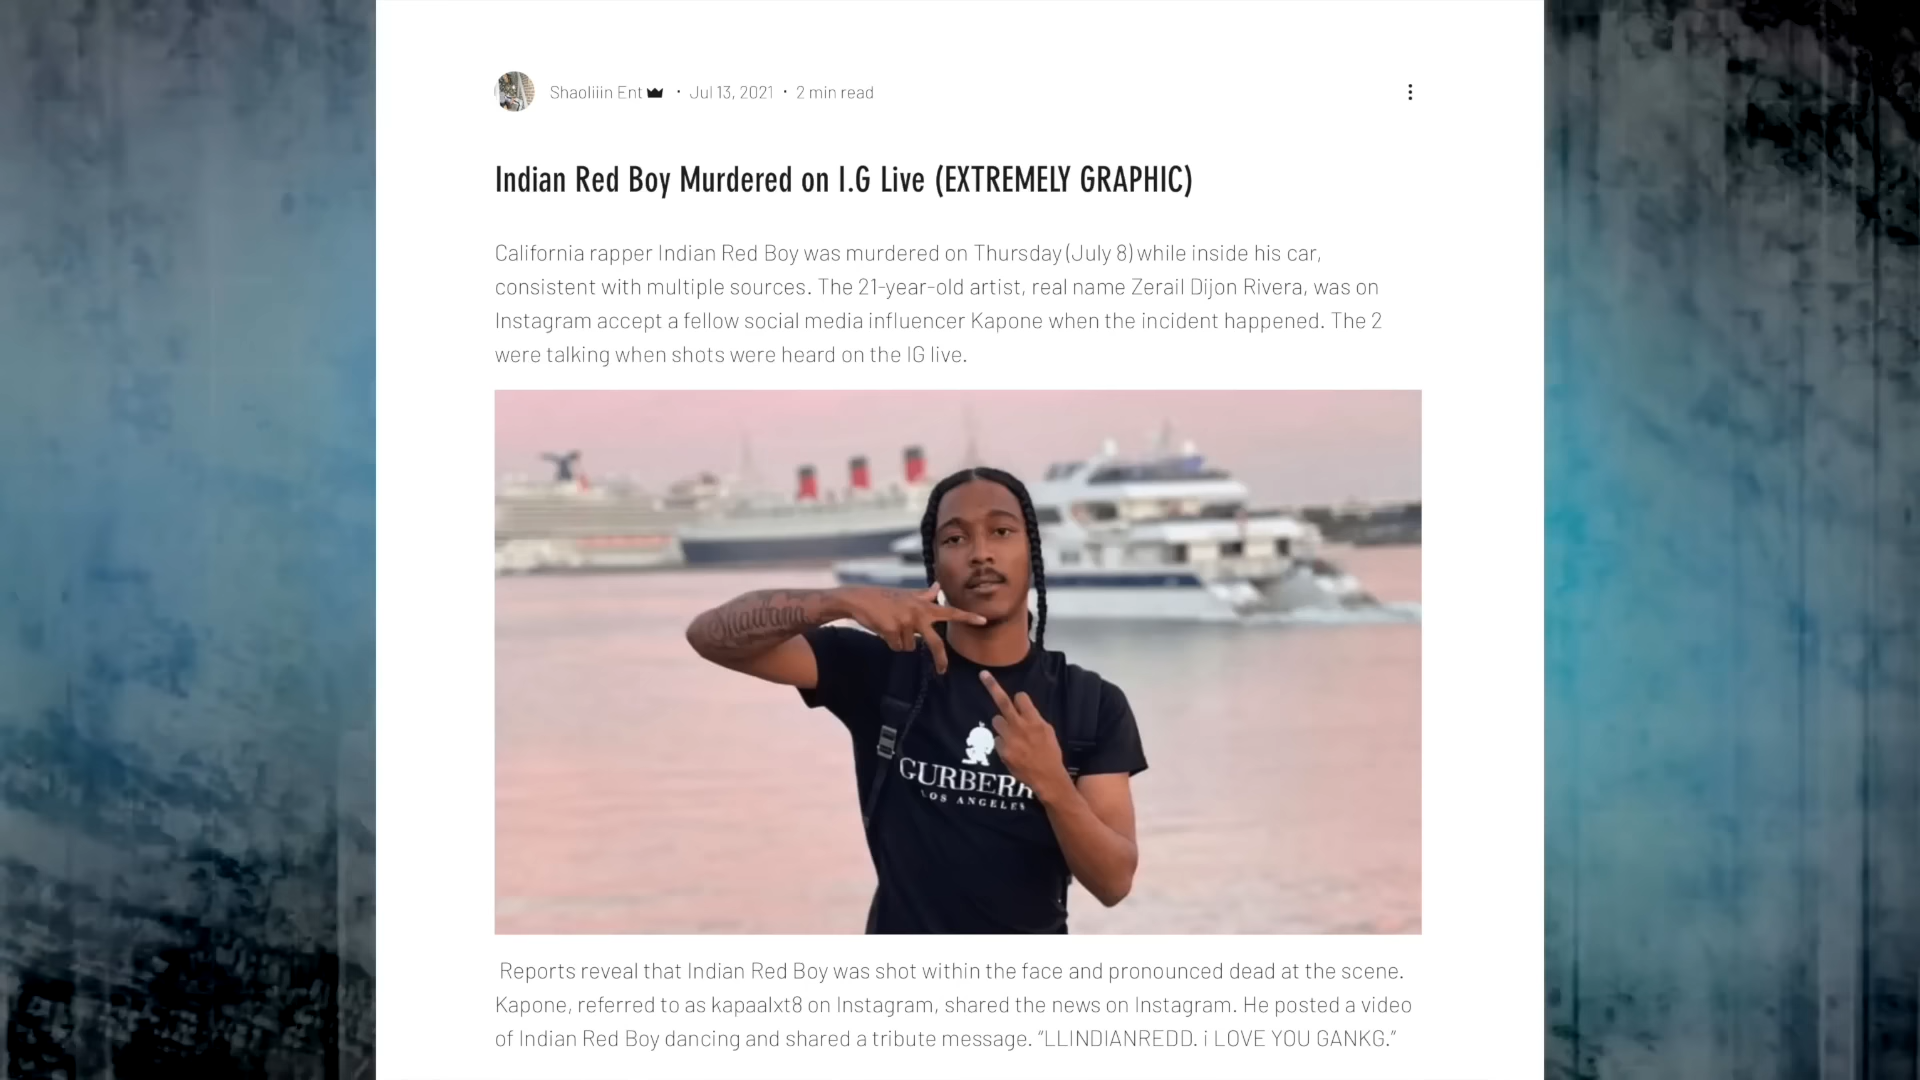 Shaoliiin Ent · Jul 13, 2021 · 2 min read
Indian Red Boy Murdered on I.G Live (EXTREMELY GRAPHIC)
California rapper Indian Red Boy was murdered on Thursday (July 8) while inside his car,
consistent with multiple sources. The 21-year-old artist, real name Zerail Dijon Rivera, was on
Instagram accept a fellow social media influencer Kapone when the incident happened. The 2
were talking when shots were heard on the IG live.
GURBERR
LOS ANGELES
Reports reveal that Indian Red Boy was shot within the face and pronounced dead at the scene.
Kapone, referred to as kapaalxt8 on Instagram, shared the news on Instagram. He posted a video
of Indian Red Boy dancing and shared a tribute message. “LLINDIANREDD. i LOVE YOU GANKG.”